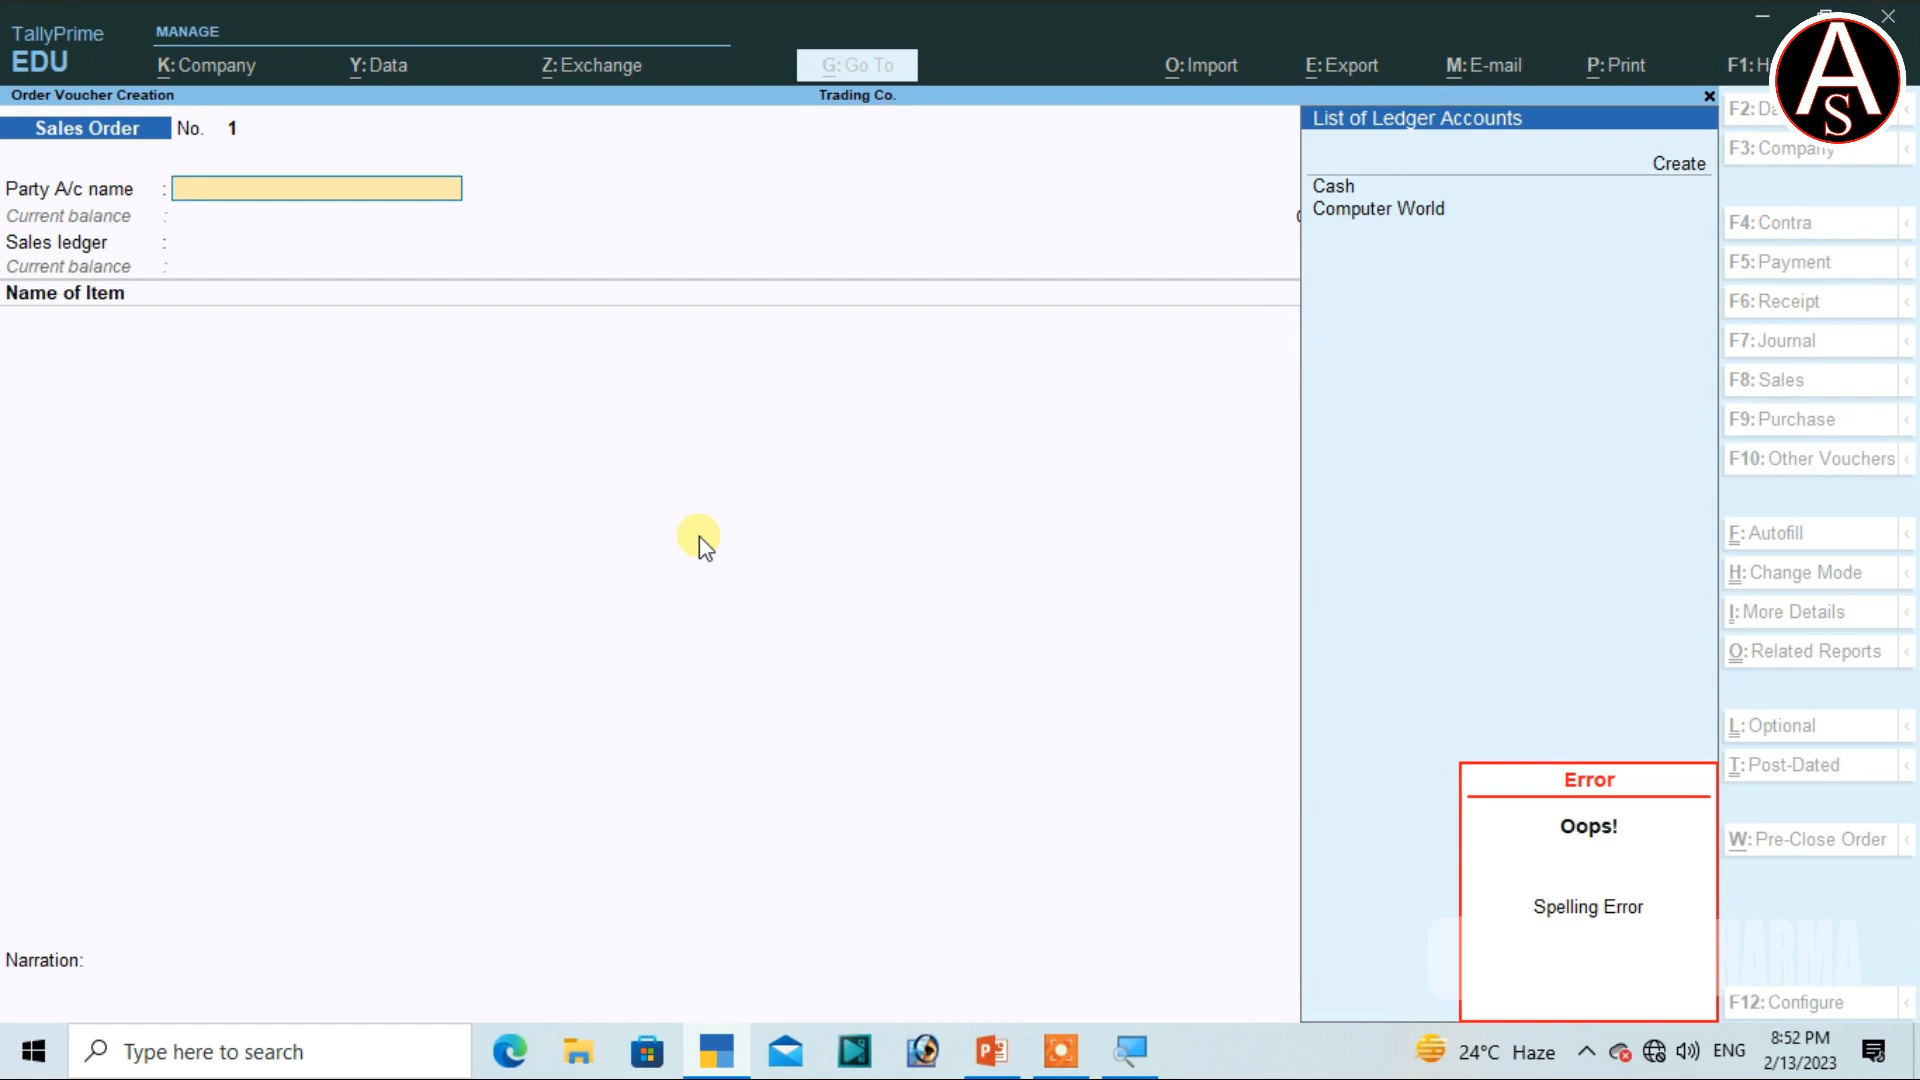 TallyPrime
EDU
MANAGE
K: Company
Y: Data
Z: Exchange
G: Go To
O: Import
E: Export
M: E-mail
P: Print
F1: H
Order Voucher Creation
Trading Co.
Sales Order No. 1
Party A/c name :
Current balance :
Sales ledger :
Current balance :
Name of Item
Narration:
List of Ledger Accounts
Create
Cash
Computer World
Error
Oops!
Spelling Error
A
S
F2: Da
F3: Company
F4: Contra
F5: Payment
F6: Receipt
F7: Journal
F8: Sales
F9: Purchase
F10: Other Vouchers
F: Autofill
H: Change Mode
I: More Details
O: Related Reports
L: Optional
T: Post-Dated
W: Pre-Close Order
F12: Configure
Type here to search
24°C Haze
ENG
8:52 PM
2/13/2023